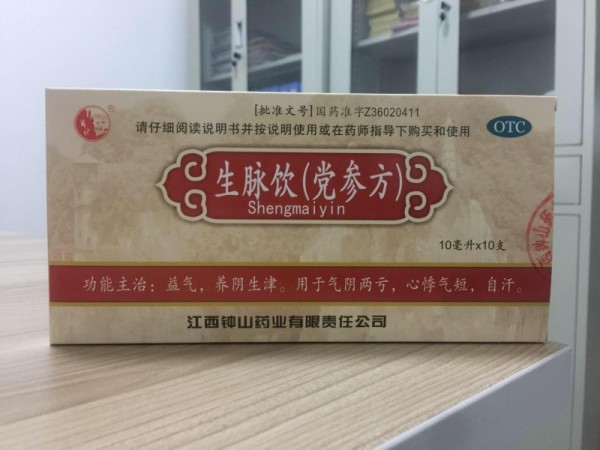 [批准文号]国药准字Z36020411
请仔细阅读说明书并按说明使用或在药师指导下购买和使用
OTC
生脉饮(党参方)
Shengmaiyin
10毫升x10支
功能主治：益气，养阴生津。用于气阴两亏，心悸气短，自汗。
江西钟山药业有限责任公司